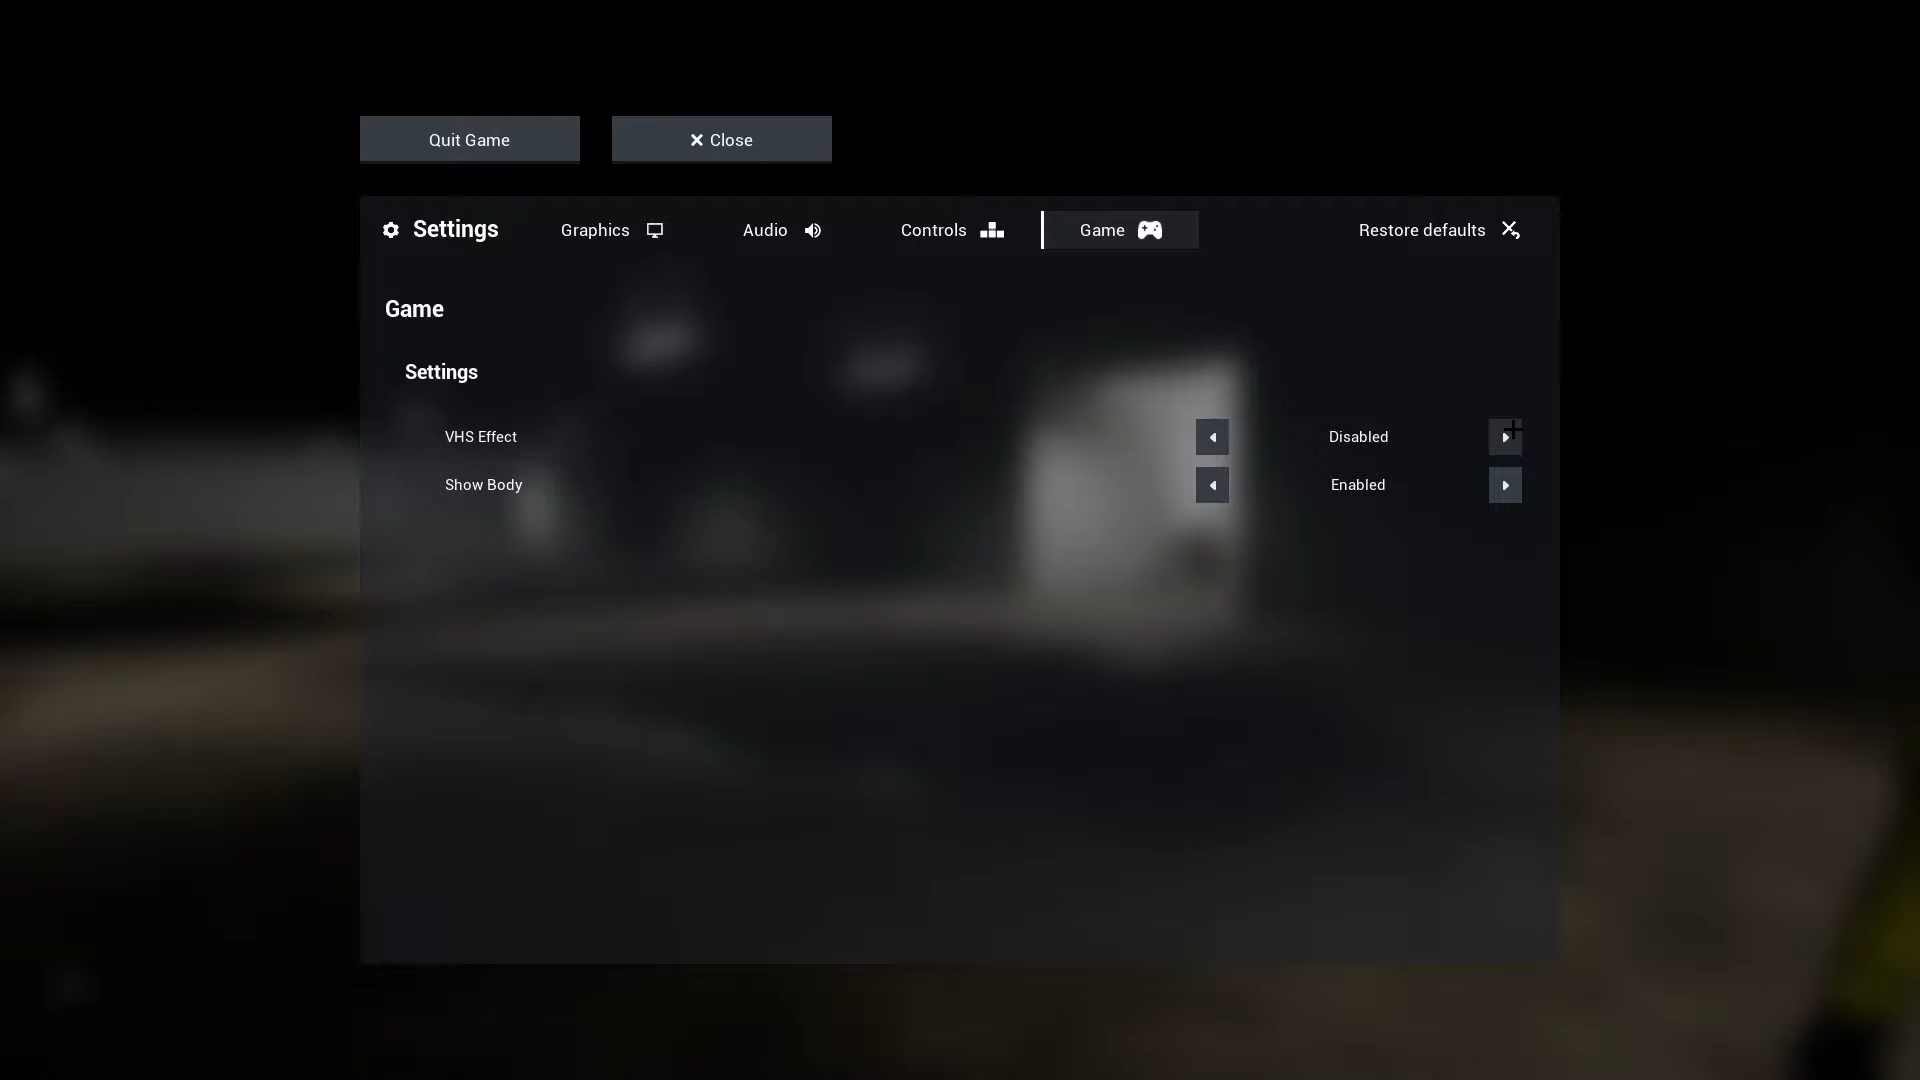 Quit Game
Close
Settings
Graphics
Audio
Controls
Game
Restore defaults
Game
Settings
VHS Effect
Disabled
Show Body
Enabled